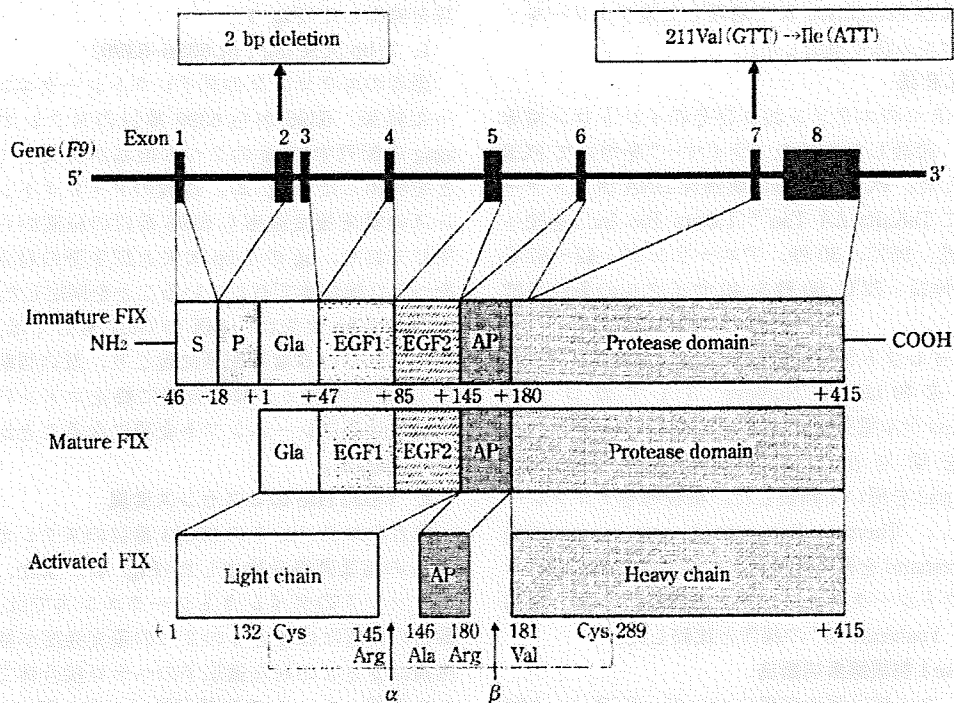 2 bp deletion
211Val(GTT)→Ile(ATT)
Exon 1 2 3 4 5 6 7 8
Gene(F9)
5' 3'
Immature FIX
NH2 S P Gla EGF1 EGF2 AP Protease domain COOH
-46 -18 +1 +47 +85 +145 +180 +415
Mature FIX
Gla EGF1 EGF2 AP Protease domain
Activated FIX
Light chain AP Heavy chain
+1 132 Cys 145 146 180 181 Cys 289 +415
Arg Ala Arg Val
α β